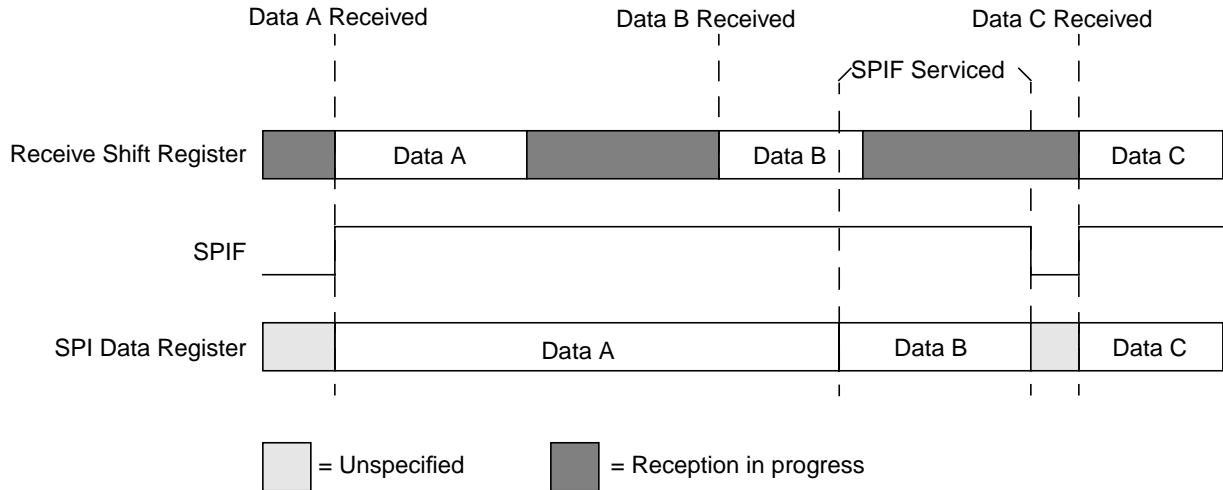 Data A Received
Data B Received
Data C Received
SPIF Serviced
Receive Shift Register
Data A
Data B
Data C
SPIF
SPI Data Register
Data A
Data B
Data C
= Unspecified
= Reception in progress